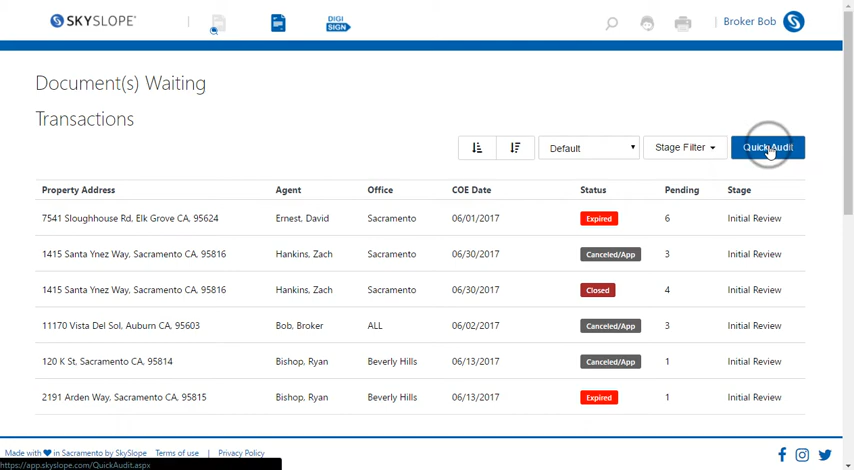 SKYSLOPE
DIGI
SIGN
Broker Bob
Document(s) Waiting
Transactions
Default
Stage Filter
QuickAudit
Property Address Agent Office COE Date Status Pending Stage
7541 Sloughhouse Rd, Elk Grove CA, 95624 Ernest, David Sacramento 06/01/2017 Expired 6 Initial Review
1415 Santa Ynez Way, Sacramento CA, 95816 Hankins, Zach Sacramento 06/30/2017 Canceled/App 3 Initial Review
1415 Santa Ynez Way, Sacramento CA, 95816 Hankins, Zach Sacramento 06/30/2017 Closed 4 Initial Review
11170 Vista Del Sol, Auburn CA, 95603 Bob, Broker ALL 06/02/2017 Canceled/App 3 Initial Review
120 K St, Sacramento CA, 95814 Bishop, Ryan Beverly Hills 06/13/2017 Canceled/App 1 Initial Review
2191 Arden Way, Sacramento CA, 95815 Bishop, Ryan Beverly Hills 06/13/2017 Expired 1 Initial Review
Made with ❤ in Sacramento by SkySlope Terms of use | Privacy Policy
https://app.skyslope.com/QuickAudit.aspx